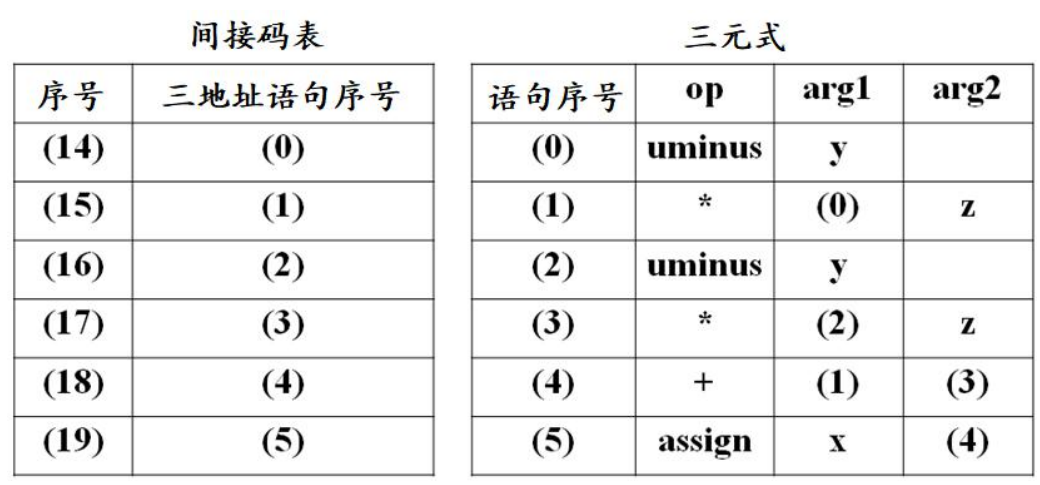 间接码表 三元式
序号 三地址语句序号 语句序号 op arg1 arg2
(14) (0) (0) uminus y
(15) (1) (1) * (0) z
(16) (2) (2) uminus y
(17) (3) (3) * (2) z
(18) (4) (4) + (1) (3)
(19) (5) (5) assign x (4)